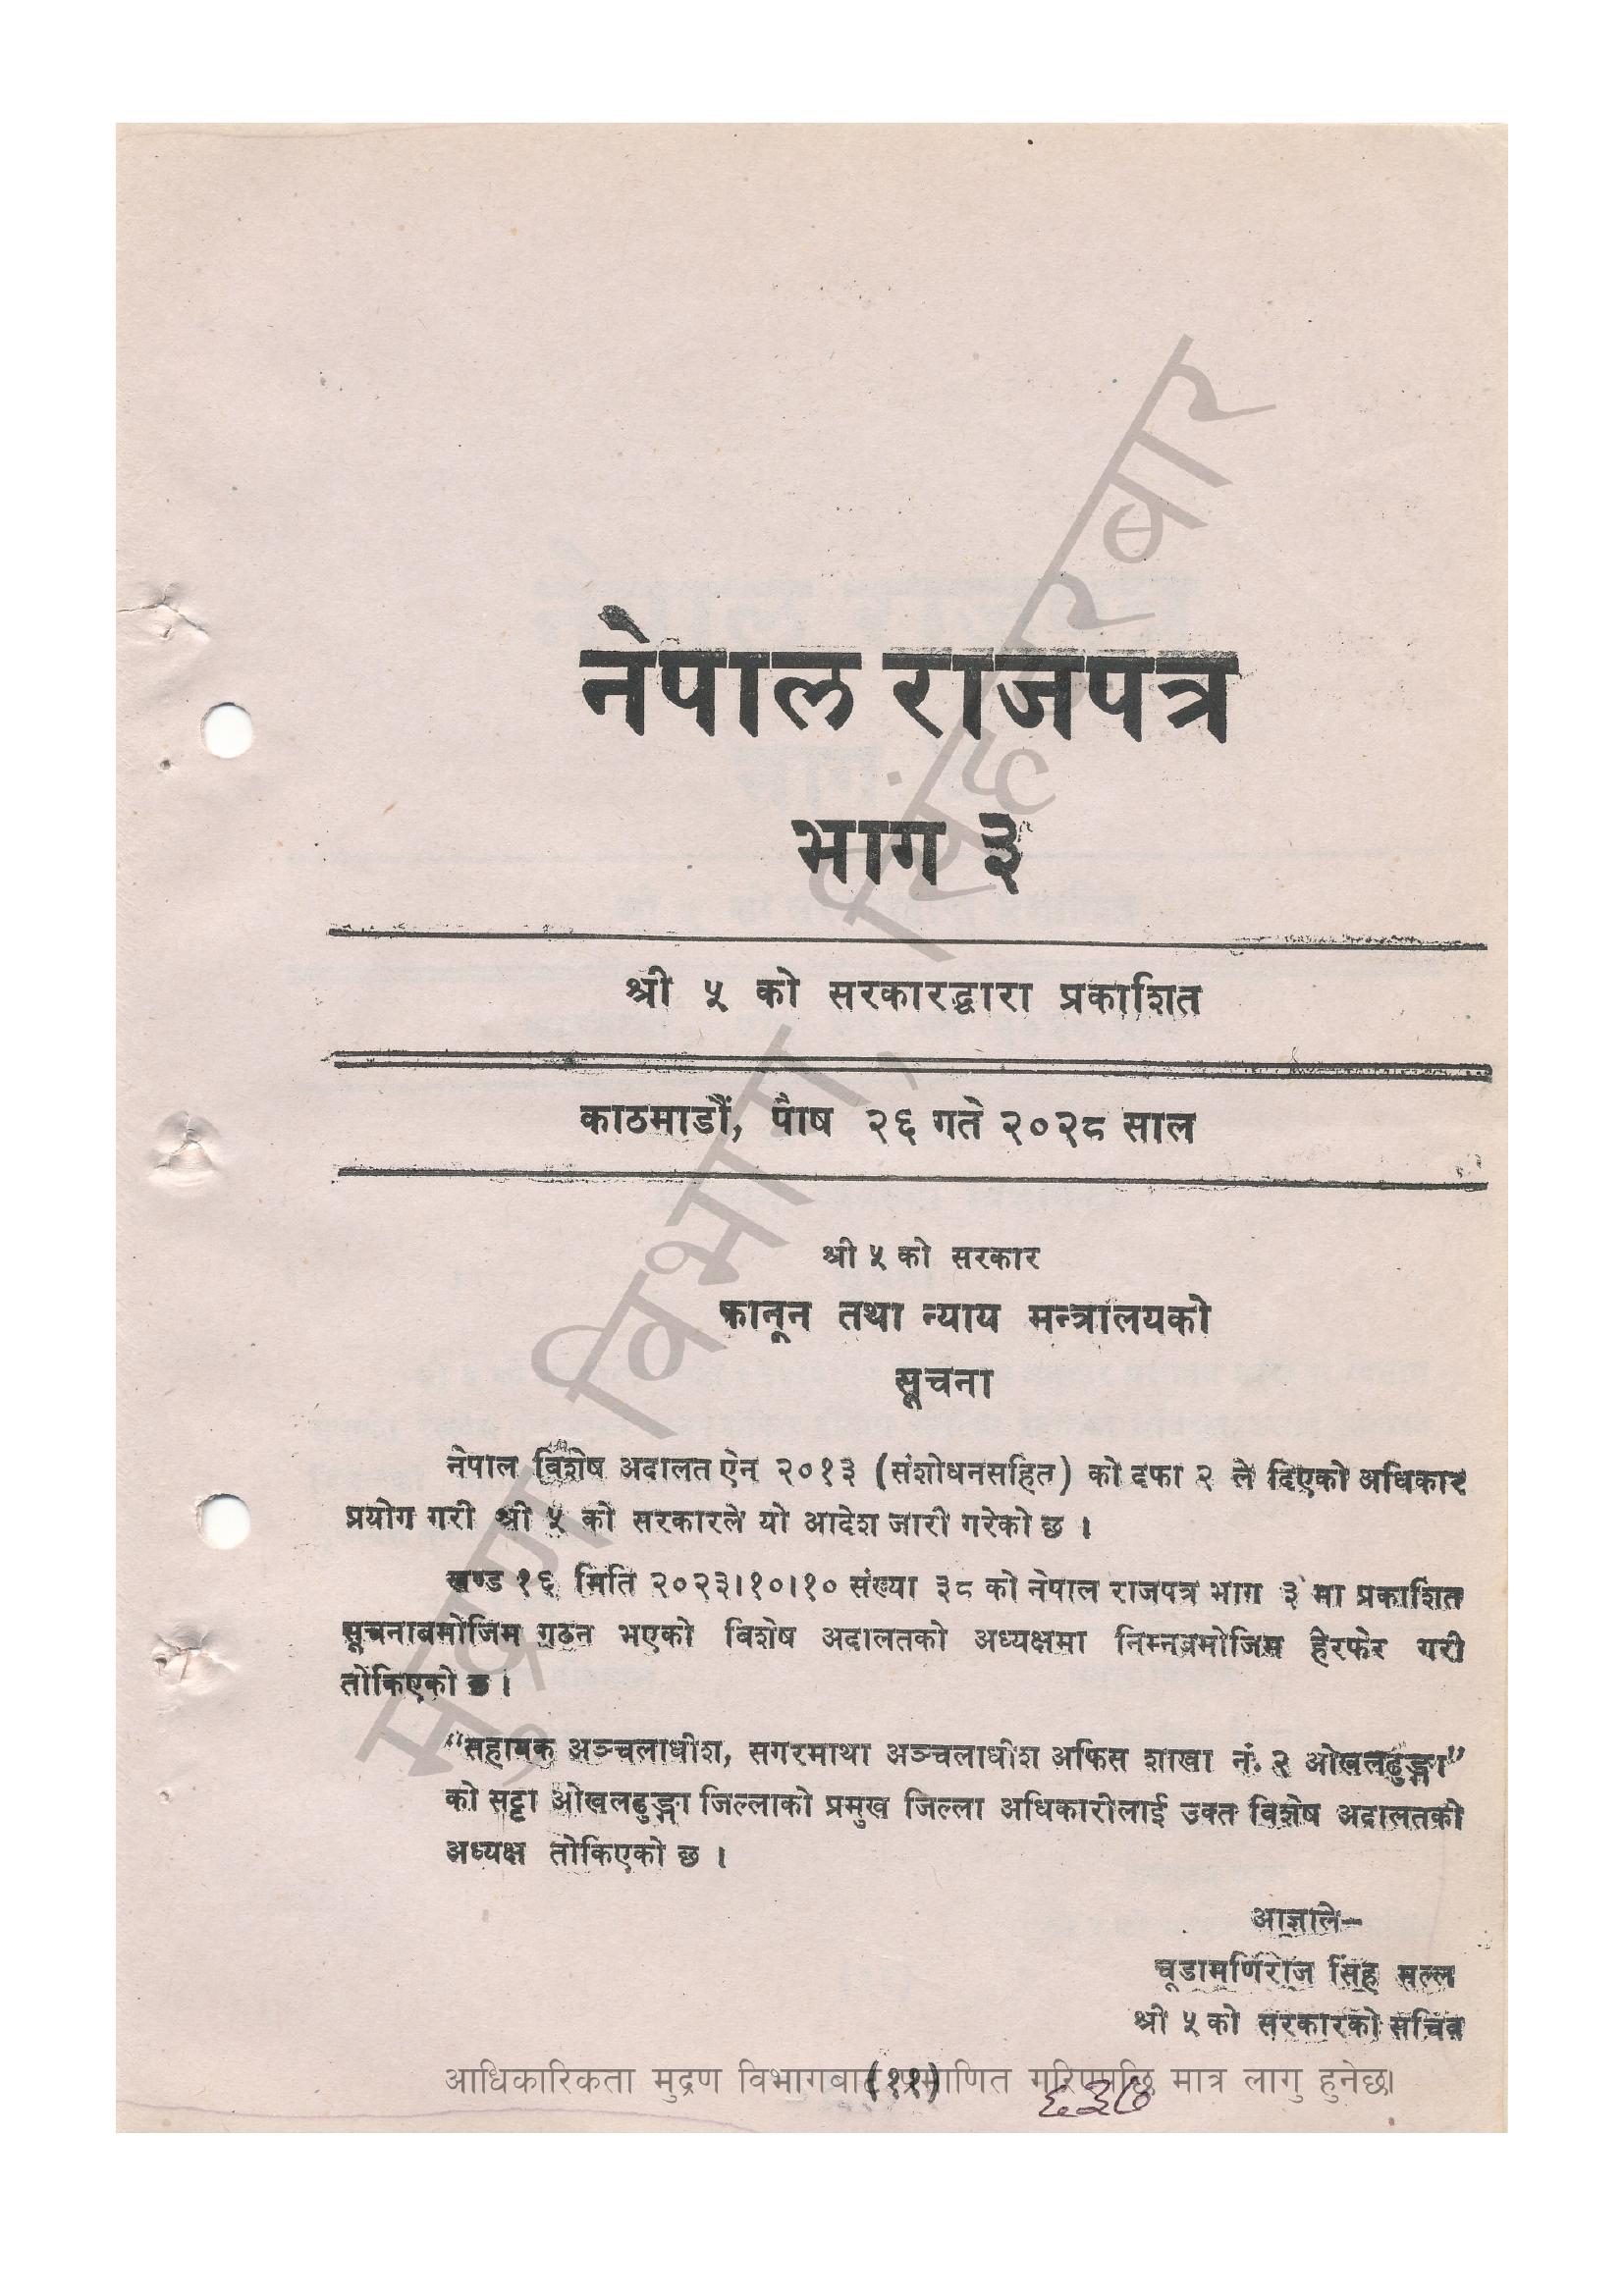 नेपाल राजपत्र
भाग ३
श्री ५ को सरकारद्वारा प्रकाशित
काठमाडौं, पौष २६ गते २०२८ साल
श्री ५ को सरकार
कानून तथा न्याय मन्त्रालयको
सूचना
नेपाल विशेष अदालत ऐन २०१३ (संशोधनसहित) को दफा २ ले दिएको अधिकार
प्रयोग गरी श्री ५ को सरकारले यो आदेश जारी गरेको छ ।
खण्ड १६ मिति २०२३।१०।१० संख्या ३८ को नेपाल राजपत्र भाग ३ मा प्रकाशित
सूचनाबमोजिम गठन भएको विशेष अदालतको अध्यक्षमा निम्नबमोजिम हेरफेर गरी
तोकिएको छ ।
"सहायक अञ्चलाधीश, सगरमाथा अञ्चलाधीश अफिस शाखा नं. २ ओखलढुङ्गा"
को सट्टा ओखलढुङ्गा जिल्लाको प्रमुख जिल्ला अधिकारीलाई उक्त विशेष अदालतको
अध्यक्ष तोकिएको छ ।
आज्ञाले–
चूडामणिराज सिंह मल्ल
श्री ५ को सरकारको सचिव
(११)
आधिकारिकता मुद्रण विभागबाट प्रमाणित गरिएपछि मात्र लागु हुनेछ।
६३७
मुद्रण विभाग, सिंहदरबार